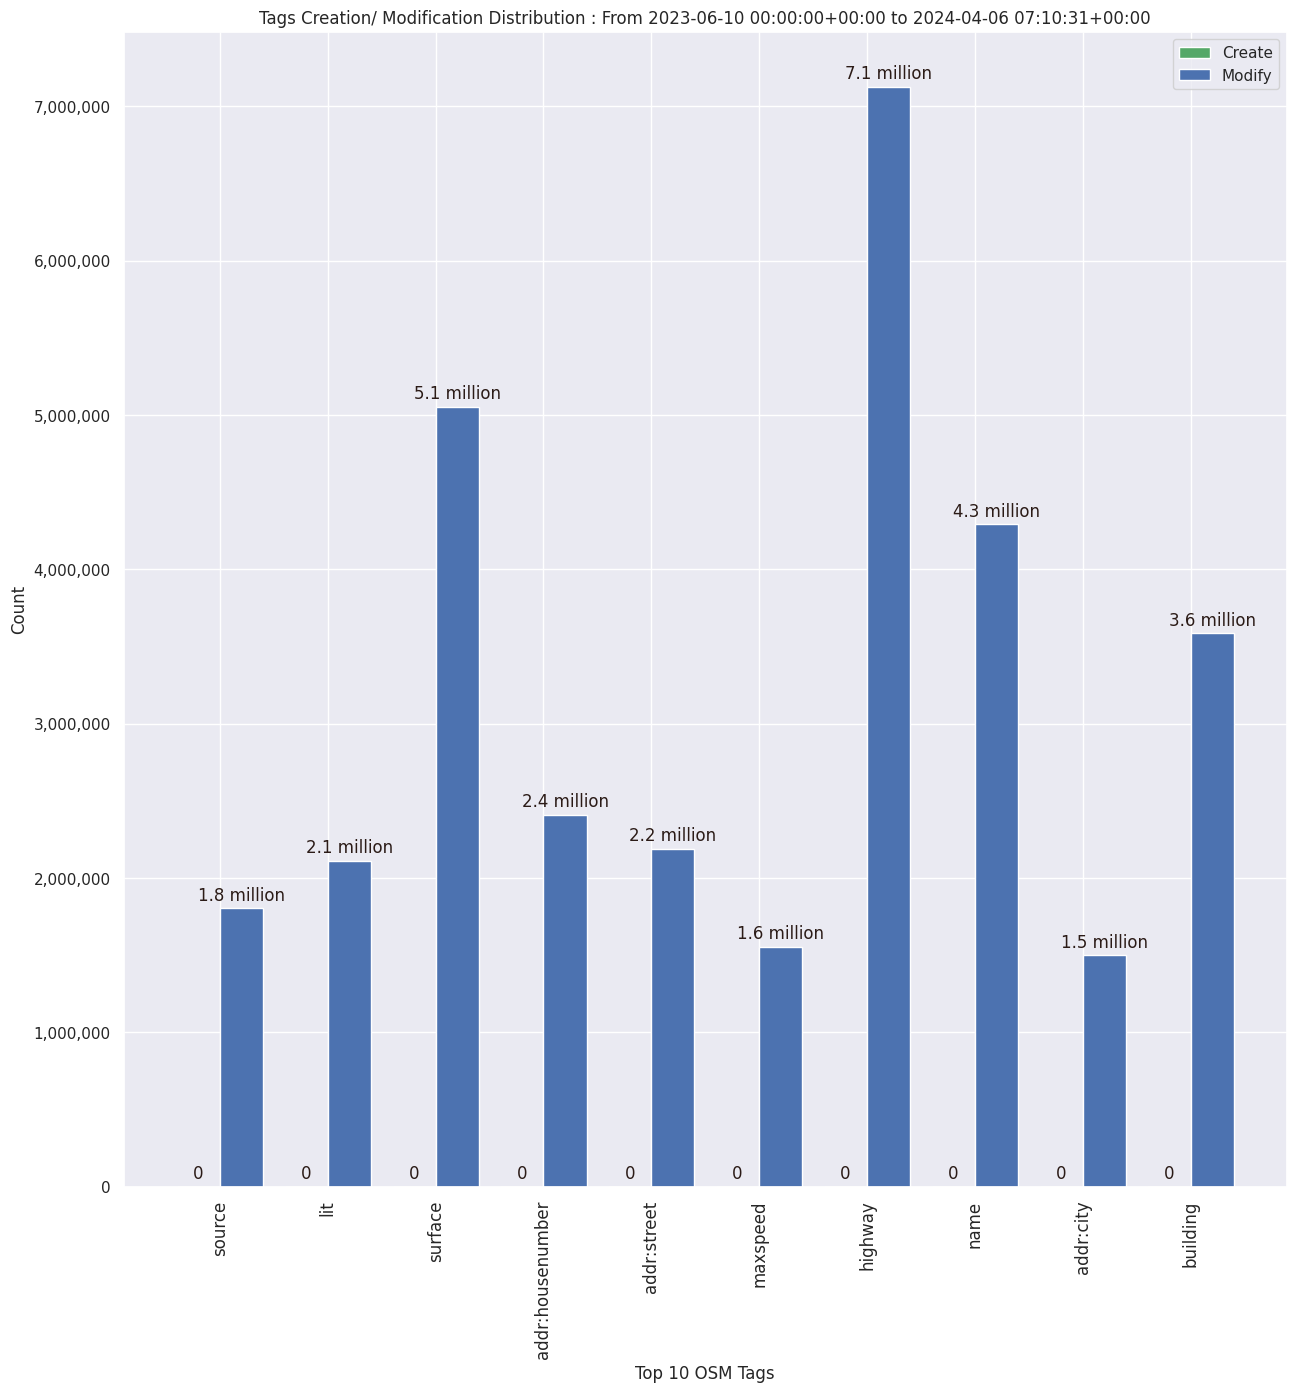 Tags Creation/ Modification Distribution : From 2023-06-10 00:00:00+00:00 to 2024-04-06 07:10:31+00:00
Create
Modify
7.1 million
7,000,000
6,000,000
5.1 million
5,000,000
4.3 million
4,000,000
3.6 million
Count
3,000,000
2.4 million
2.2 million
2.1 million
2,000,000
1.8 million
1.6 million
1.5 million
1,000,000
0 0 0 0 0 0 0 0 0 0
0
source
lit
surface
addr:housenumber
addr:street
maxspeed
highway
name
addr:city
building
Top 10 OSM Tags